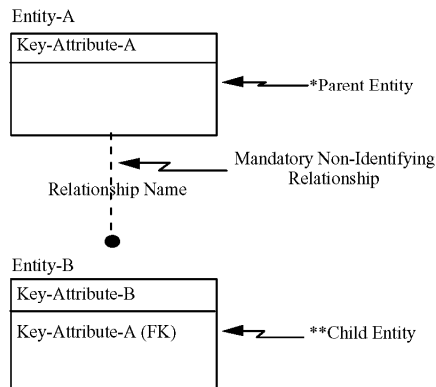 Entity-A
Key-Attribute-A
*Parent Entity
Mandatory Non-Identifying
Relationship
Relationship Name
Entity-B
Key-Attribute-B
Key-Attribute-A (FK)
**Child Entity